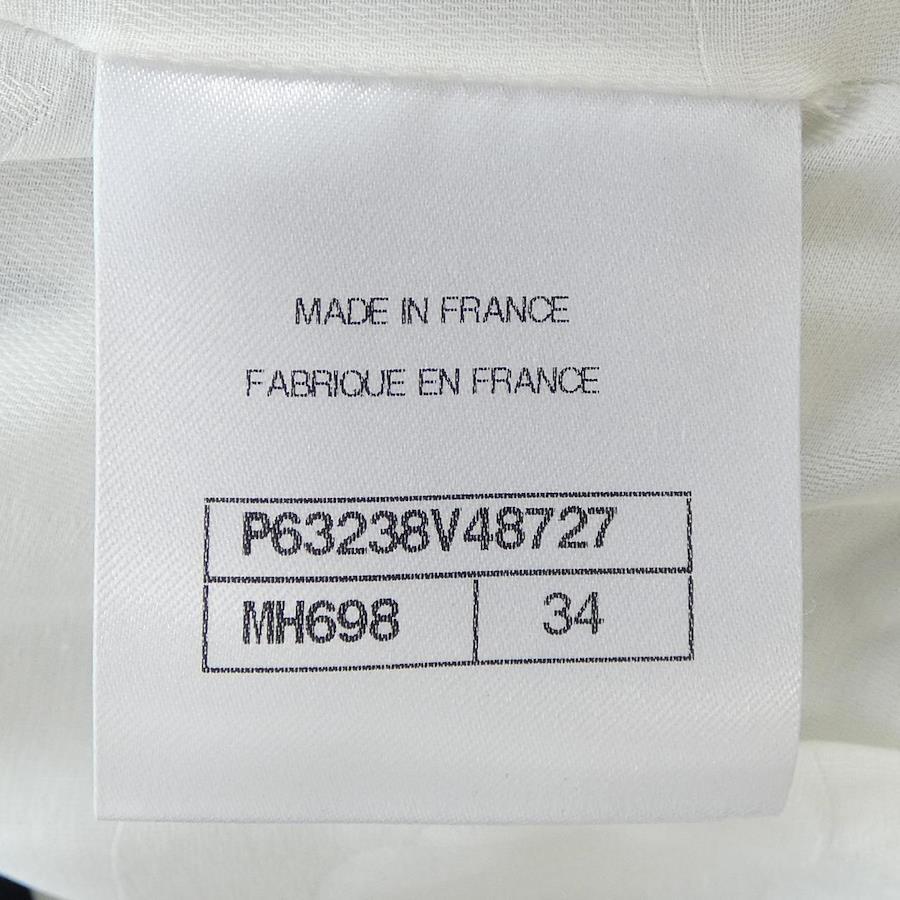 MADE IN FRANCE
FABRIQUE EN FRANCE
P63238V48727
MH698 34